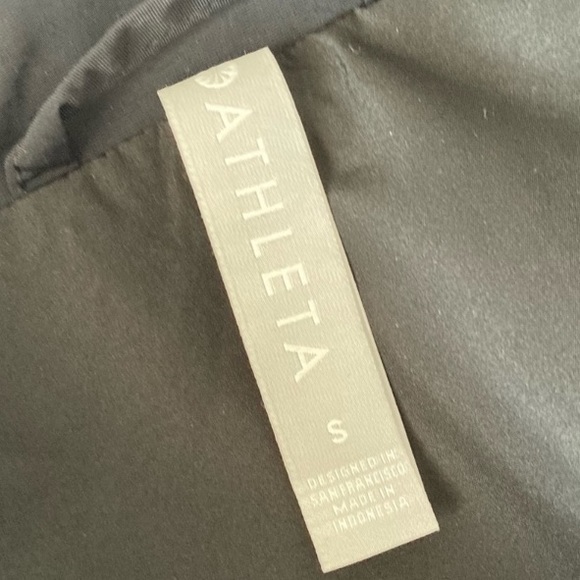 ATHLETA
S
DESIGNED IN
SAN FRANCISCO
MADE IN
INDONESIA